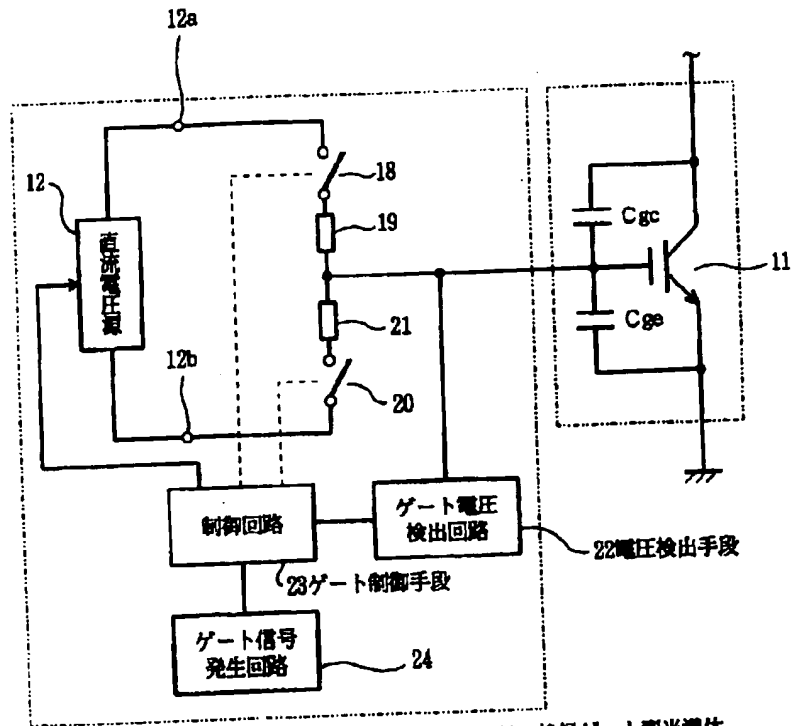 12a
12
直流電圧源
18
19
Cgc
11
21
Cge
12b
20
制御回路
ゲート電圧
検出回路
22電圧検出手段
23ゲート制御手段
ゲート信号
発生回路
24